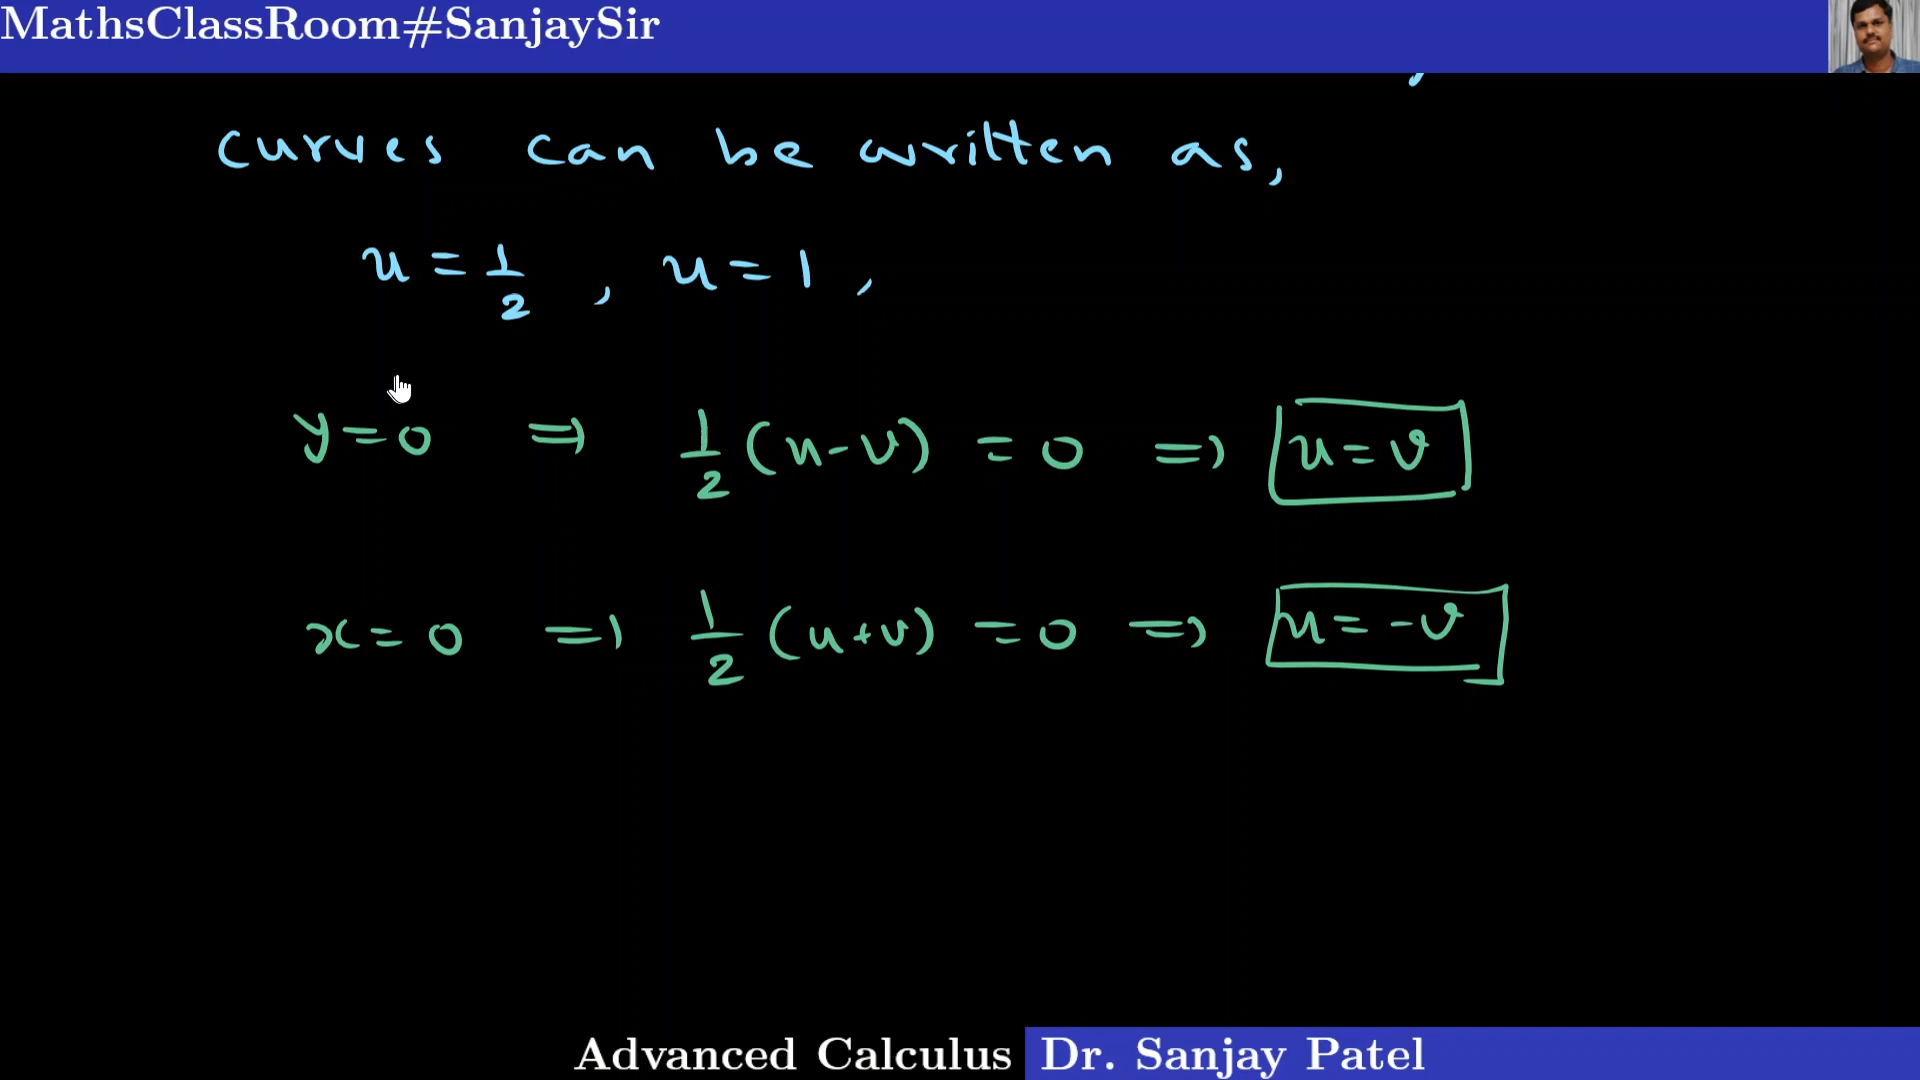 MathsClassRoom#SanjaySir
curves can be written as,
u = 1/2 , u = 1 ,
y = 0 ⇒ 1/2 (u - v) = 0 ⇒ u = v
x = 0 ⇒ 1/2 (u + v) = 0 ⇒ u = -v
Advanced Calculus Dr. Sanjay Patel